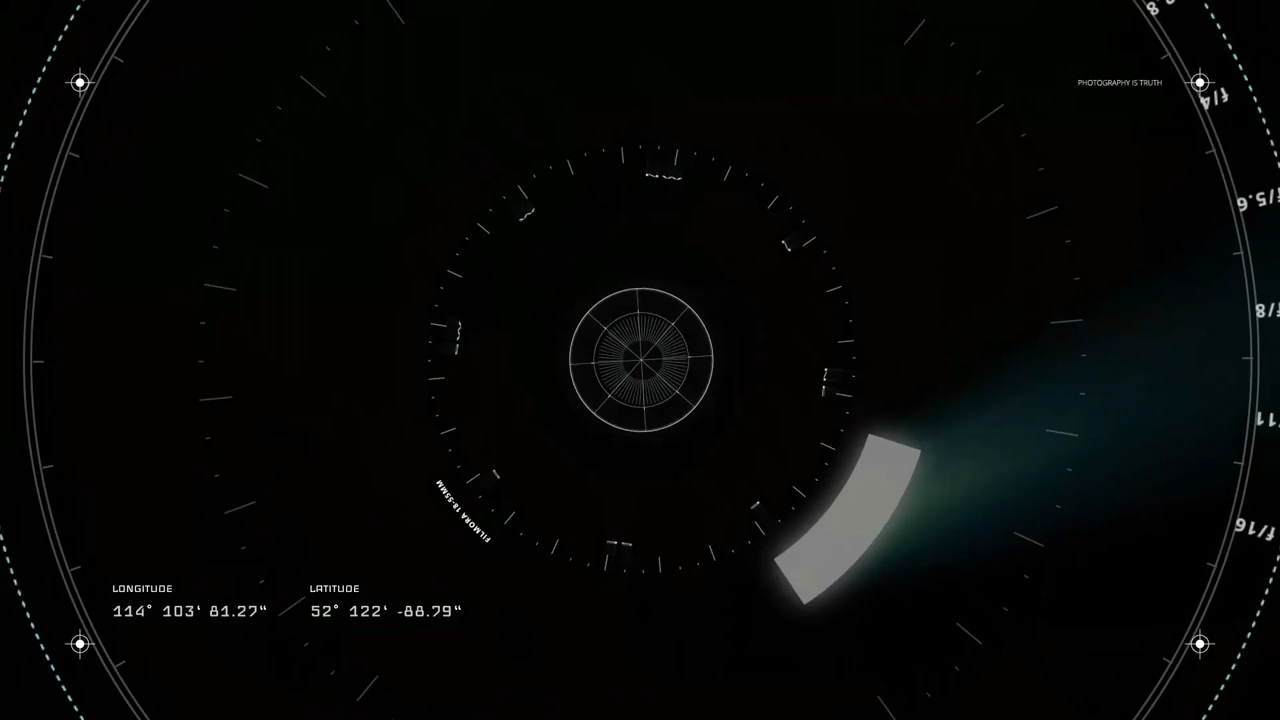 8
PHOTOGRAPHY IS TRUTH
f/4
f/5.6
f/8
11
f/16
FILMORA 18-55MM
LONGITUDE
114° 103‘ 81.27“
LATITUDE
52° 122‘ -88.79“